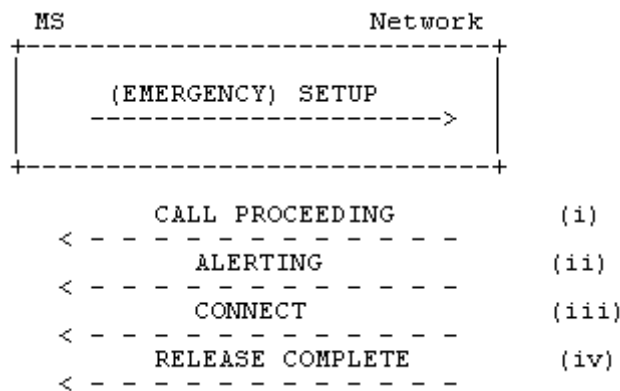 MS Network
(EMERGENCY) SETUP
CALL PROCEEDING (i)
ALERTING (ii)
CONNECT (iii)
RELEASE COMPLETE (iv)